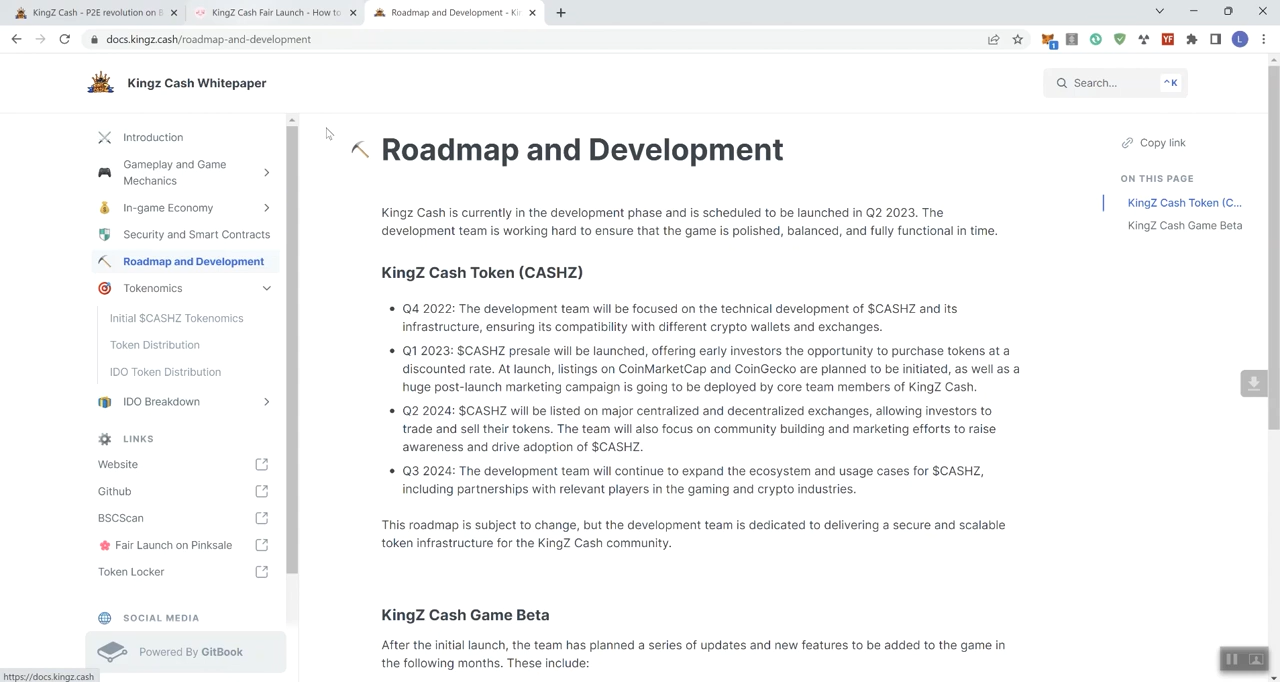 KingZ Cash - P2E revolution on B
KingZ Cash Fair Launch - How to
Roadmap and Development - Kin
docs.kingz.cash/roadmap-and-development
1
YF
L
Kingz Cash Whitepaper
Search...
^K
Introduction
Gameplay and Game
Mechanics
In-game Economy
Security and Smart Contracts
Roadmap and Development
Tokenomics
Initial $CASHZ Tokenomics
Token Distribution
IDO Token Distribution
IDO Breakdown
LINKS
Website
Github
BSCScan
Fair Launch on Pinksale
Token Locker
SOCIAL MEDIA
Powered By GitBook
https://docs.kingz.cash
Roadmap and Development
Kingz Cash is currently in the development phase and is scheduled to be launched in Q2 2023. The
development team is working hard to ensure that the game is polished, balanced, and fully functional in time.
KingZ Cash Token (CASHZ)
• Q4 2022: The development team will be focused on the technical development of $CASHZ and its
infrastructure, ensuring its compatibility with different crypto wallets and exchanges.
• Q1 2023: $CASHZ presale will be launched, offering early investors the opportunity to purchase tokens at a
discounted rate. At launch, listings on CoinMarketCap and CoinGecko are planned to be initiated, as well as a
huge post-launch marketing campaign is going to be deployed by core team members of KingZ Cash.
• Q2 2024: $CASHZ will be listed on major centralized and decentralized exchanges, allowing investors to
trade and sell their tokens. The team will also focus on community building and marketing efforts to raise
awareness and drive adoption of $CASHZ.
• Q3 2024: The development team will continue to expand the ecosystem and usage cases for $CASHZ,
including partnerships with relevant players in the gaming and crypto industries.
This roadmap is subject to change, but the development team is dedicated to delivering a secure and scalable
token infrastructure for the KingZ Cash community.
KingZ Cash Game Beta
After the initial launch, the team has planned a series of updates and new features to be added to the game in
the following months. These include:
Copy link
ON THIS PAGE
KingZ Cash Token (C...
KingZ Cash Game Beta